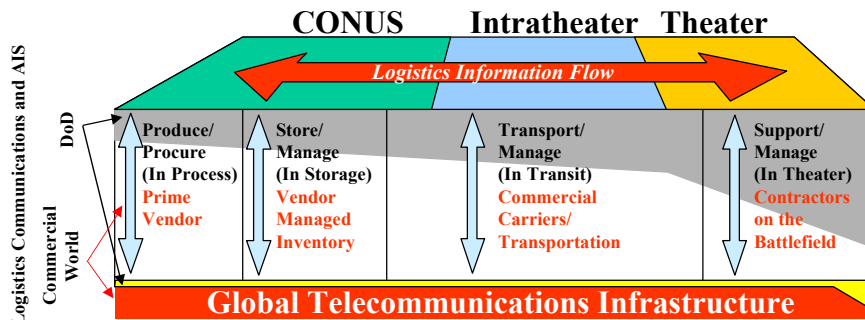 CONUS Intratheater Theater
Logistics Information Flow
Logistics Communications and AIS
DoD
Commercial
World
Produce/
Procure
(In Process)
Prime
Vendor
Store/
Manage
(In Storage)
Vendor
Managed
Inventory
Transport/
Manage
(In Transit)
Commercial
Carriers/
Transportation
Support/
Manage
(In Theater)
Contractors
on the
Battlefield
Global Telecommunications Infrastructure